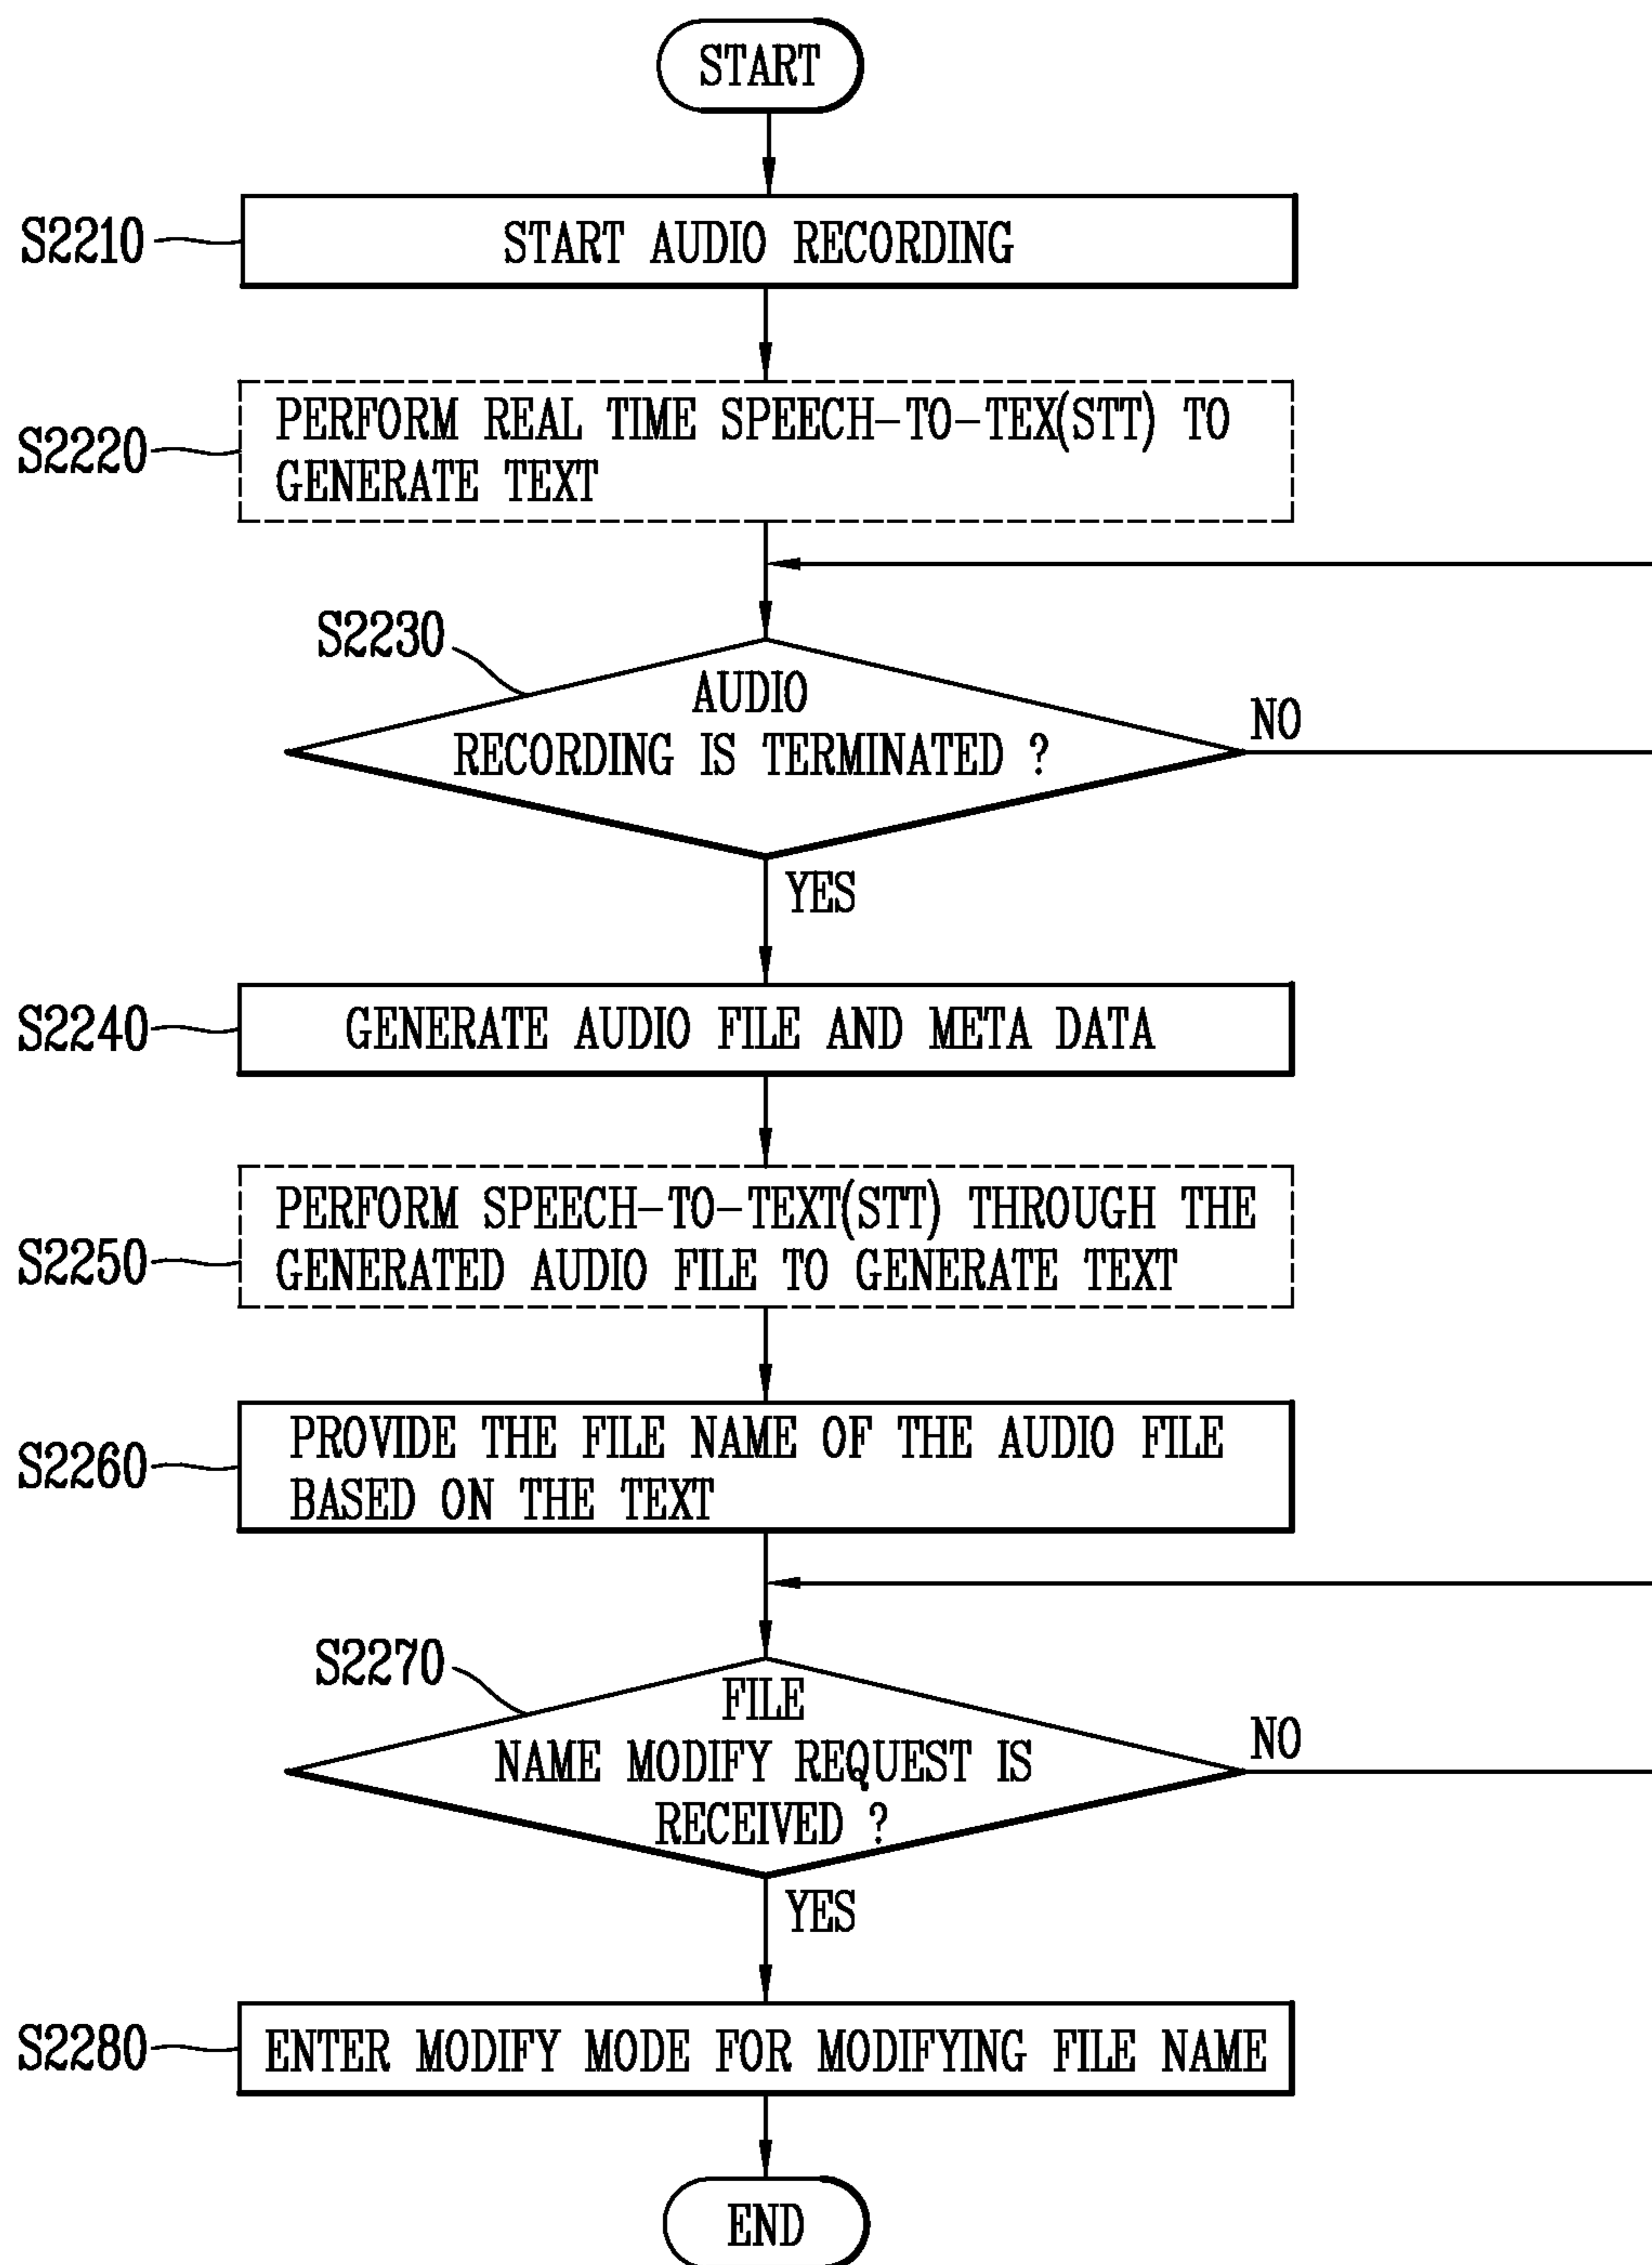 START
S2210
START AUDIO RECORDING
S2220
PERFORM REAL TIME SPEECH-TO-TEX(STT) TO
GENERATE TEXT
S2230
AUDIO
RECORDING IS TERMINATED ?
NO
YES
S2240
GENERATE AUDIO FILE AND META DATA
S2250
PERFORM SPEECH-TO-TEXT(STT) THROUGH THE
GENERATED AUDIO FILE TO GENERATE TEXT
S2260
PROVIDE THE FILE NAME OF THE AUDIO FILE
BASED ON THE TEXT
S2270
FILE
NAME MODIFY REQUEST IS
RECEIVED ?
NO
YES
S2280
ENTER MODIFY MODE FOR MODIFYING FILE NAME
END